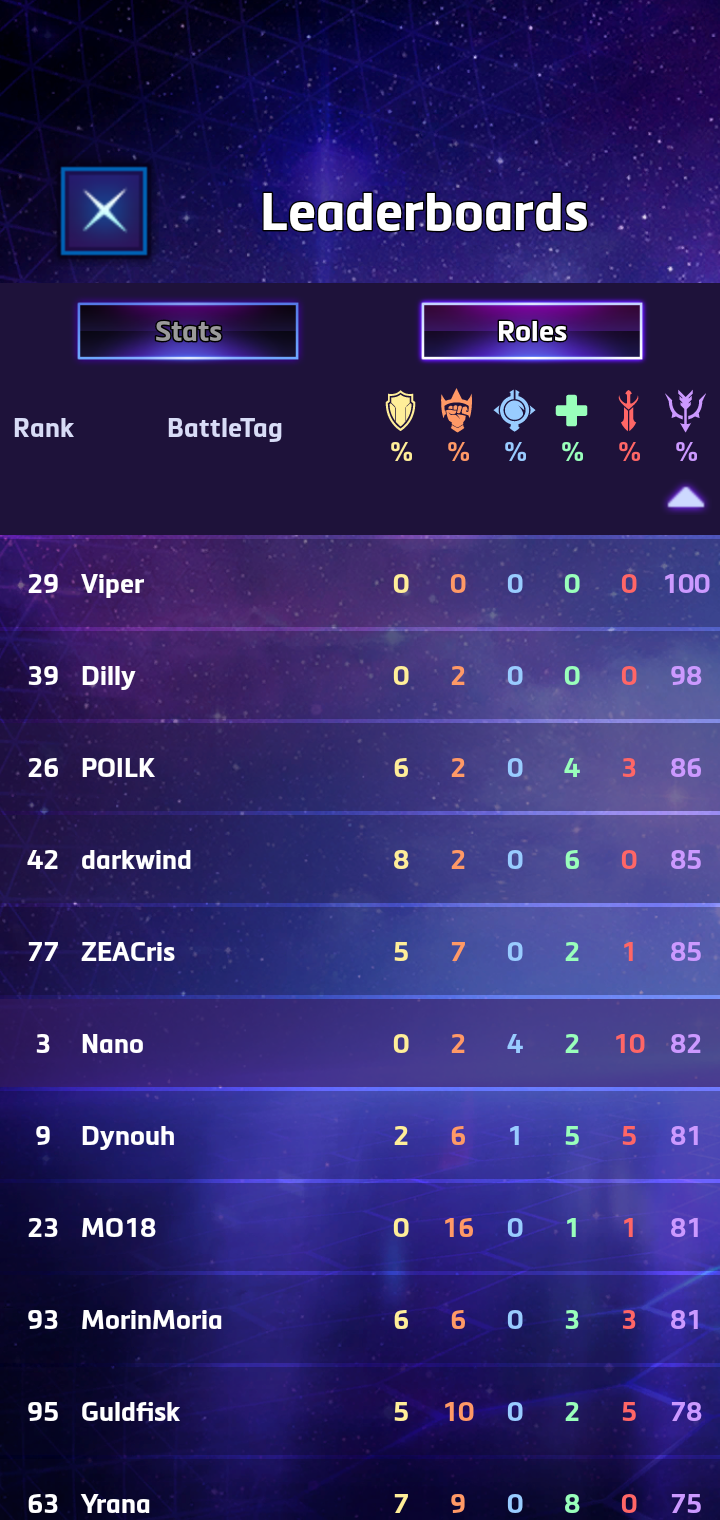 Leaderboards
Stats Roles
Rank BattleTag % % % % % %
29 Viper 0 0 0 0 0 100
39 Dilly 0 2 0 0 0 98
26 POILK 6 2 0 4 3 86
42 darkwind 8 2 0 6 0 85
77 ZEACris 5 7 0 2 1 85
3 Nano 0 2 4 2 10 82
9 Dynouh 2 6 1 5 5 81
23 MO18 0 16 0 1 1 81
93 MorinMoria 6 6 0 3 3 81
95 Guldfisk 5 10 0 2 5 78
63 Yrana 7 9 0 8 0 75